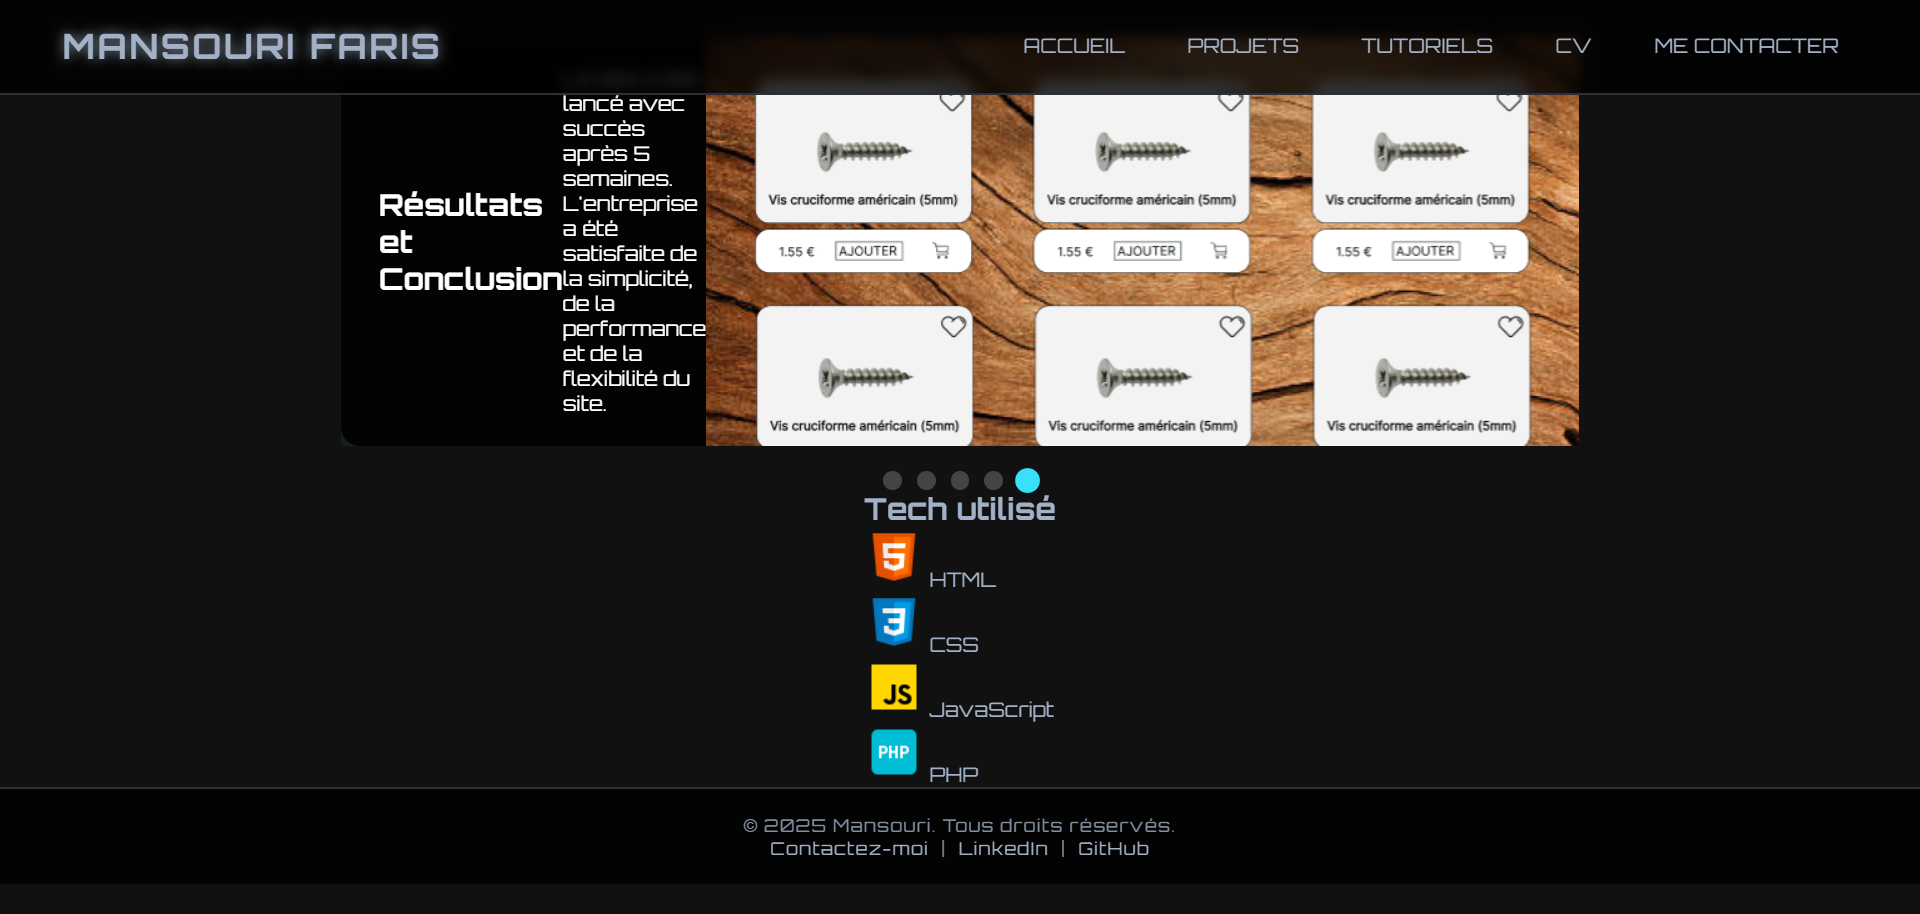 MANSOURI FARIS
ACCUEIL PROJETS TUTORIELS CV ME CONTACTER
Résultats
et
Conclusion
lancé avec
succès
après 5
semaines.
L'entreprise
a été
satisfaite de
la simplicité,
de la
performance
et de la
flexibilité du
site.
Vis cruciforme américain (5mm) Vis cruciforme américain (5mm) Vis cruciforme américain (5mm)
1.55 € AJOUTER 1.55 € AJOUTER 1.55 € AJOUTER
Vis cruciforme américain (5mm) Vis cruciforme américain (5mm) Vis cruciforme américain (5mm)
Tech utilisé
5 HTML
3 CSS
JS JavaScript
PHP PHP
© 2025 Mansouri. Tous droits réservés.
Contactez-moi | LinkedIn | GitHub